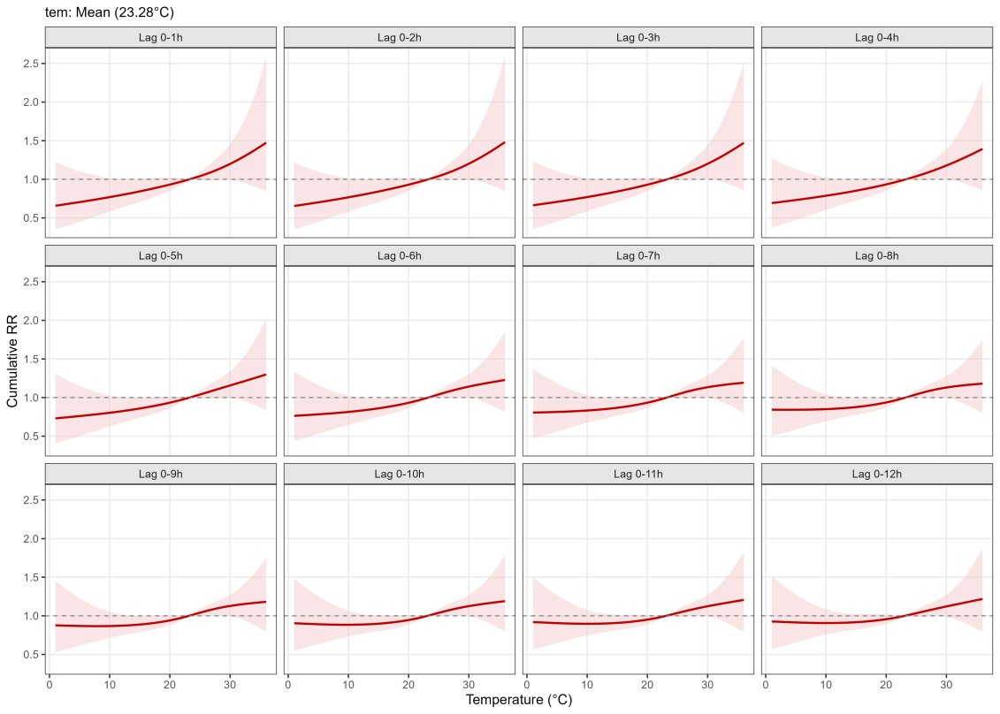 tem: Mean (23.28°C)
Lag 0-1h
Lag 0-2h
Lag 0-3h
Lag 0-4h
2.5
2.0
1.5
1.0
0.5
Lag 0-5h
Lag 0-6h
Lag 0-7h
Lag 0-8h
2.5
2.0
1.5
1.0
0.5
Cumulative RR
Lag 0-9h
Lag 0-10h
Lag 0-11h
Lag 0-12h
2.5
2.0
1.5
1.0
0.5
0 10 20 30
0 10 20 30
0 10 20 30
0 10 20 30
Temperature (°C)